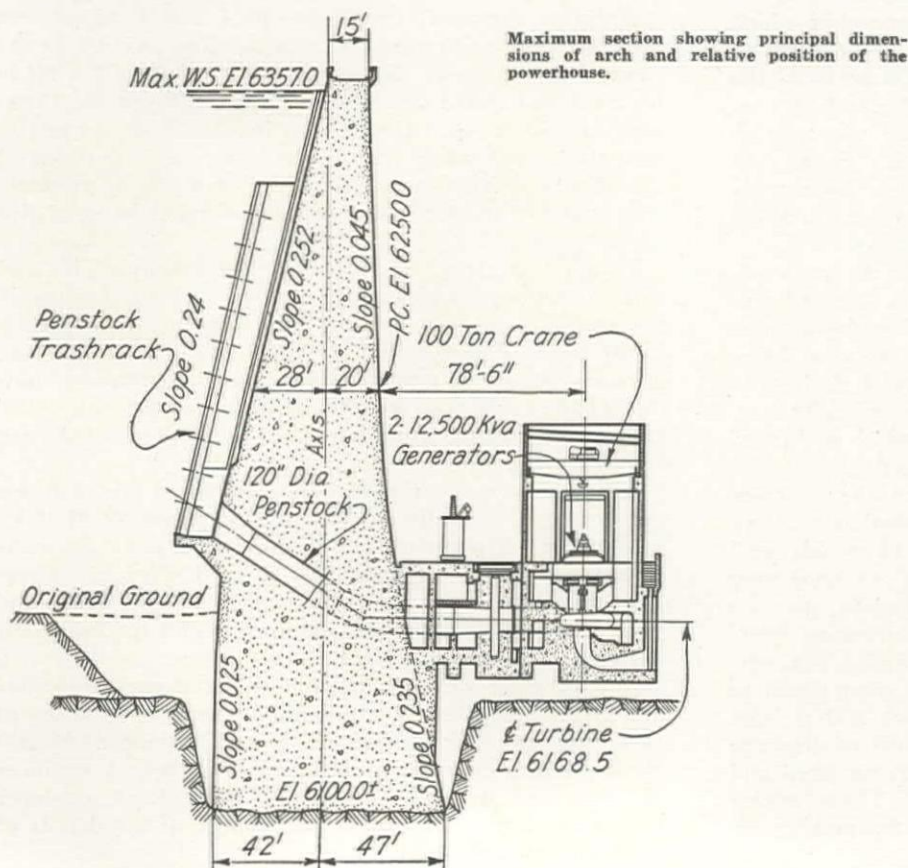 15'
Maximum section showing principal dimen-
sions of arch and relative position of the
powerhouse.
Max. W.S. El. 6357.0
Slope 0.252
Slope 0.045
P.C. El. 6250.0
Penstock
Trashrack
Slope 0.24
100 Ton Crane
28'
20'
78'-6"
Axis
2-12,500 Kva
Generators
120" Dia
Penstock
Original Ground
Slope 0.025
Slope 0.235
℄ Turbine
El. 6168.5
El. 6100.0±
42'
47'